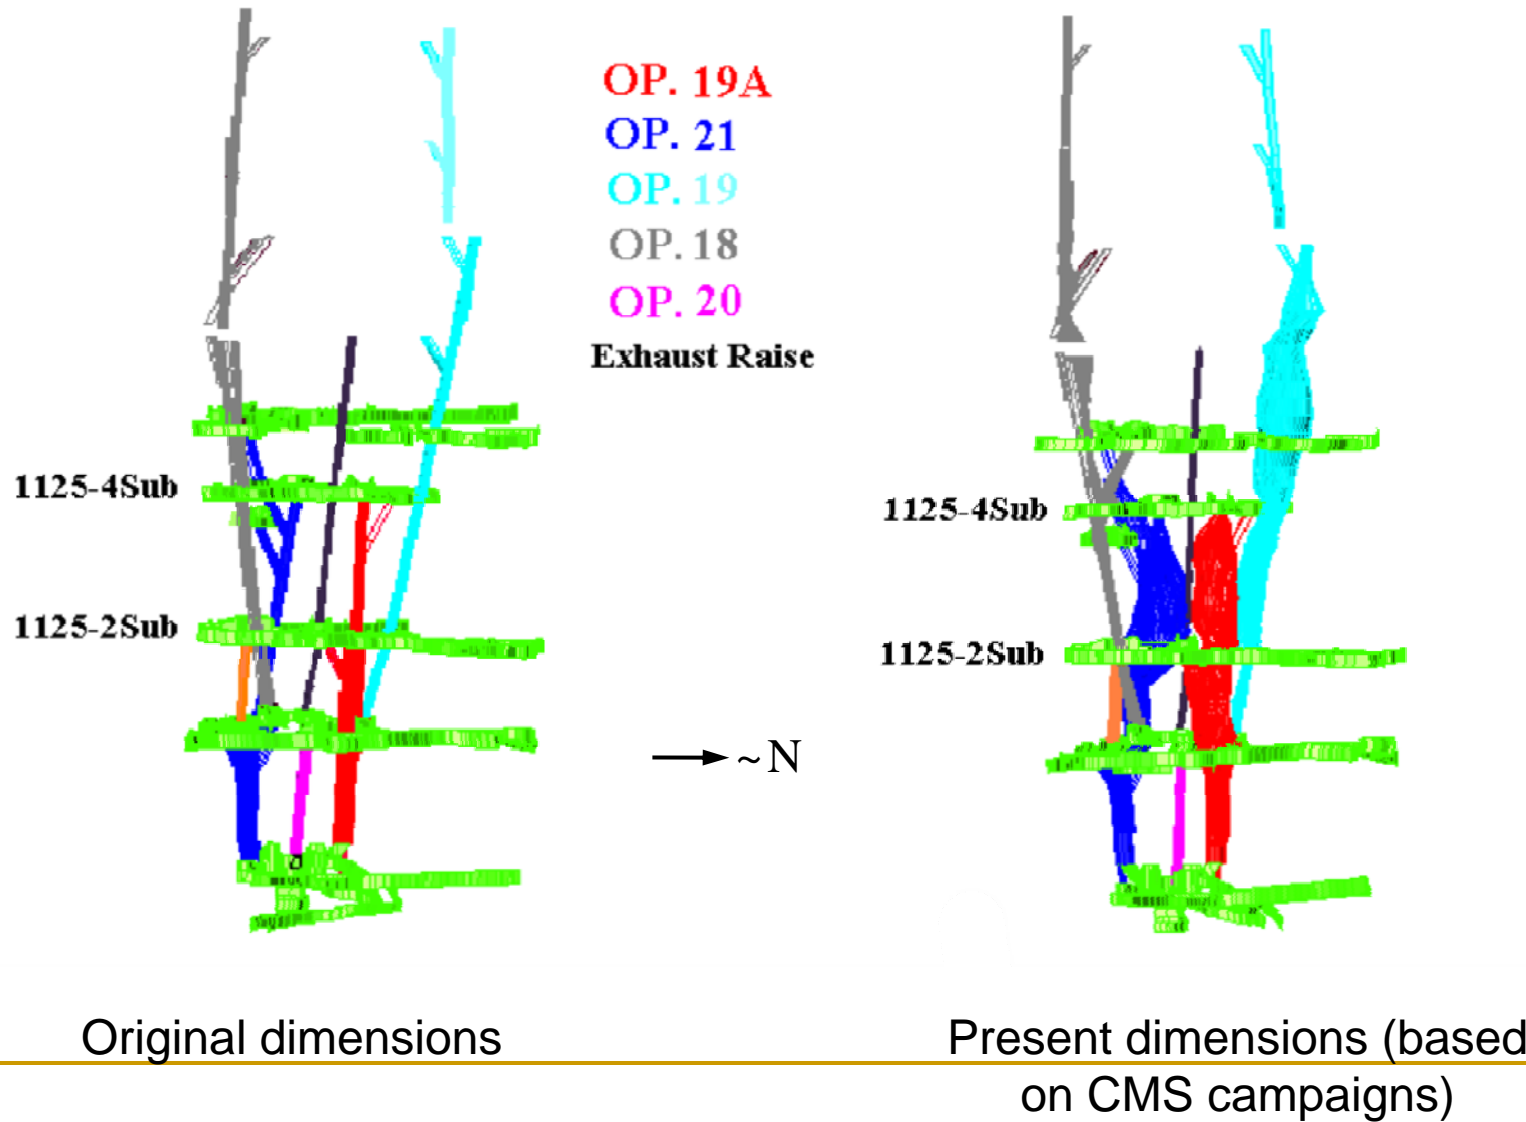 OP. 19A
OP. 21
OP. 19
OP. 18
OP. 20
Exhaust Raise
1125-4Sub
1125-2Sub
1125-4Sub
1125-2Sub
~N
Original dimensions
Present dimensions (based
on CMS campaigns)